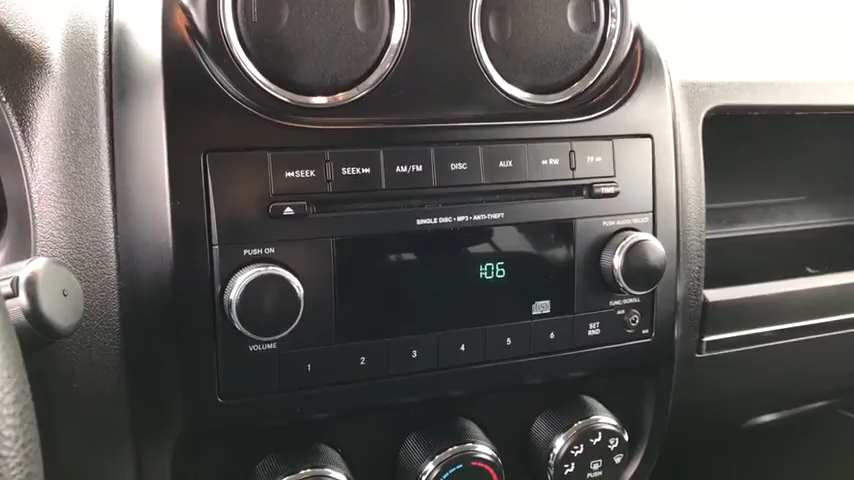 SEEK SEEK AM/FM DISC AUX RW FF
TIME
SINGLE DISC • MP3 • ANTI-THEFT
PUSH ON
PUSH AUDIO/SELECT
1:06
VOLUME
TUNE/SCROLL
AUX
1 2 3 4 5 6 SET RND
PUSH